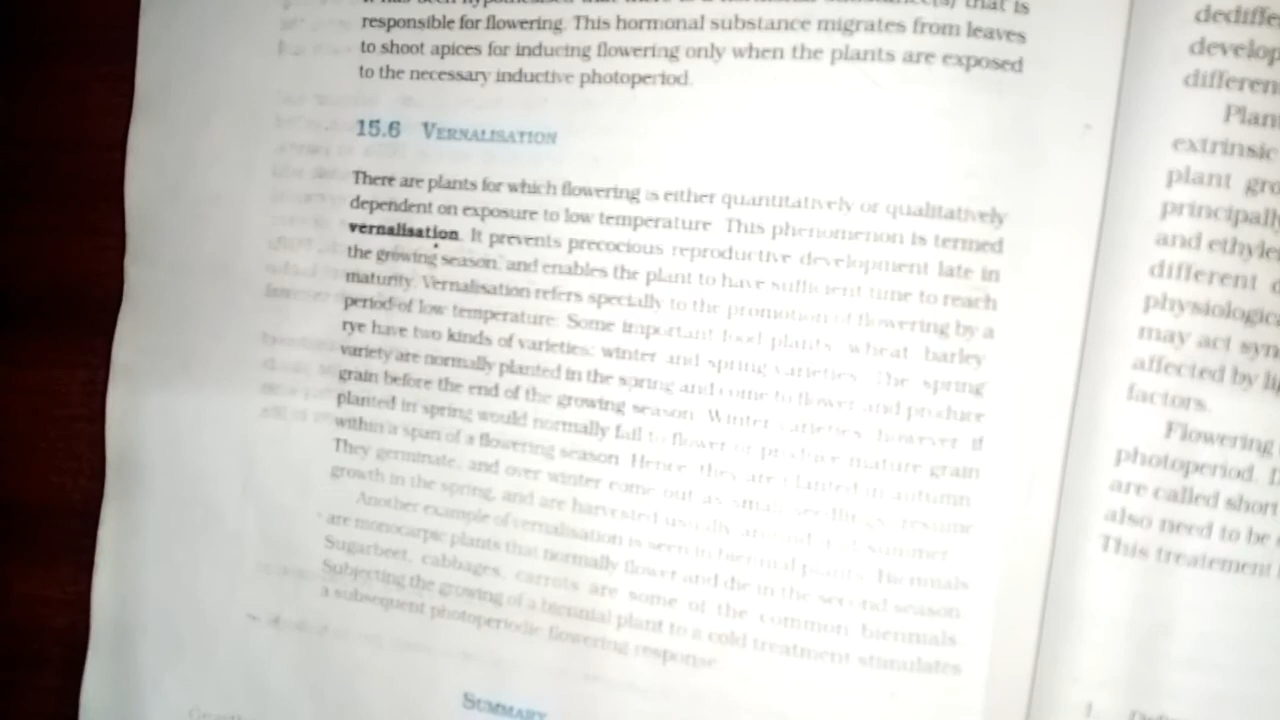 that is
responsible for flowering. This hormonal substance migrates from leaves
to shoot apices for inducing flowering only when the plants are exposed
to the necessary inductive photoperiod.
15.6 VERNALISATION
There are plants for which flowering is either quantitatively or qualitatively
dependent on exposure to low temperature. This phenomenon is termed
vernalisation. It prevents precocious reproductive development late in
the growing season, and enables the plant to have sufficient time to reach
maturity. Vernalisation refers specially to the promotion of flowering by a
period of low temperature. Some important food plants, wheat, barley
rye have two kinds of varieties: winter and spring varieties. The spring
variety are normally planted in the spring and come to flower and produce
grain before the end of the growing season. Winter varieties, however, if
planted in spring would normally fail to flower or produce mature grain
within a span of a flowering season. Hence, they are planted in autumn.
They germinate, and over winter come out as small seedlings, resume
growth in the spring, and are harvested usually around mid-summer.
Another example of vernalisation is seen in biennial plants. Biennials
are monocarpic plants that normally flower and die in the second season.
Sugarbeet, cabbages, carrots are some of the common biennials.
Subjecting the growing of a biennial plant to a cold treatment stimulates
a subsequent photoperiodic flowering response.
SUMMARY
develop
differen
Plant
extrinsic
plant gro
principally
and ethyle
different
physiologic
may act syn
affected by
factors.
Flowering
photoperiod.
are called short
also need to be
This treatement